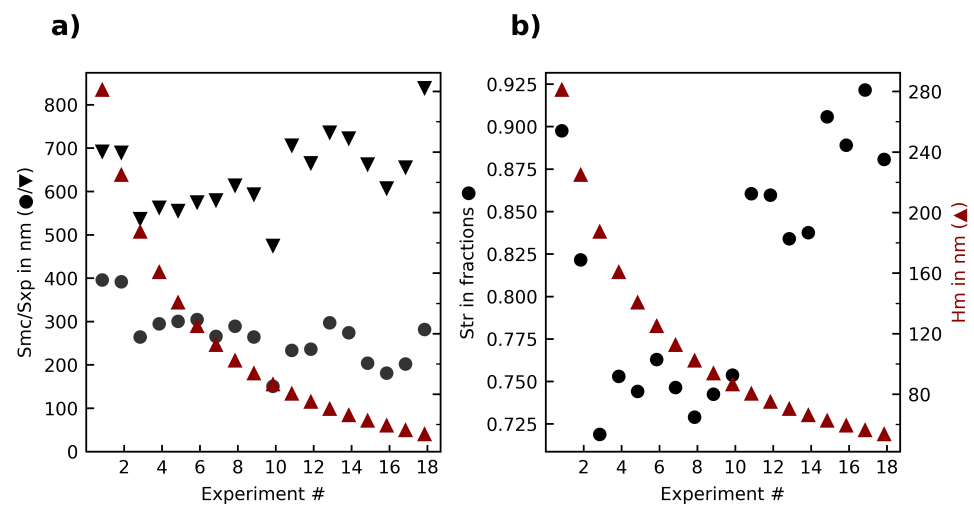 a)
b)
Smc/Sxp in nm (●/▼)
800
700
600
500
400
300
200
100
0
2 4 6 8 10 12 14 16 18
Experiment #
Str in fractions ●
0.925
0.900
0.875
0.850
0.825
0.800
0.775
0.750
0.725
2 4 6 8 10 12 14 16 18
Experiment #
280
240
200
160
120
80
Hm in nm (▲)